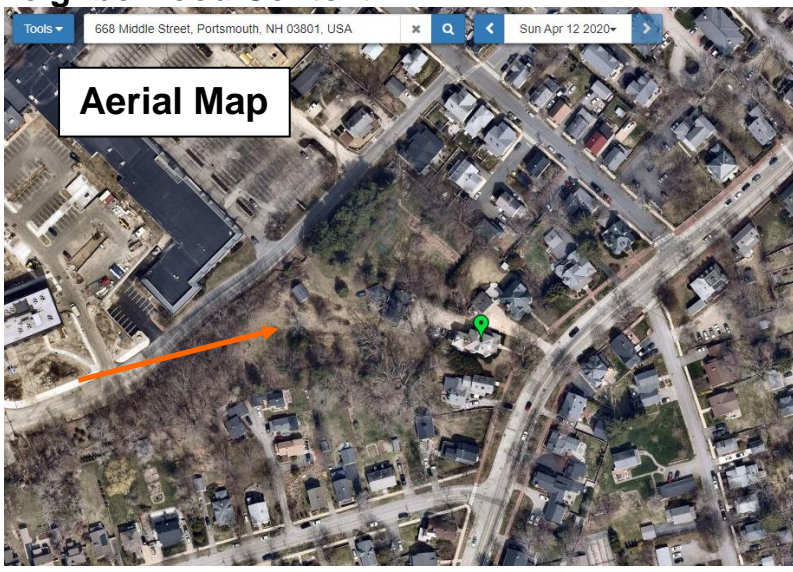 Tools
668 Middle Street, Portsmouth, NH 03801, USA
Sun Apr 12 2020
Aerial Map